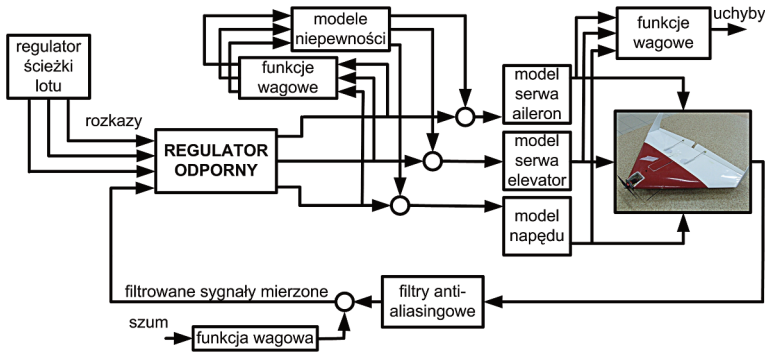 regulator
ścieżki
lotu
rozkazy
REGULATOR
ODPORNY
modele
niepewności
funkcje
wagowe
model
serwa
aileron
model
serwa
elevator
model
napędu
funkcje
wagowe
uchyby
filtrowane sygnały mierzone
szum
funkcja wagowa
filtry anti-
aliasingowe